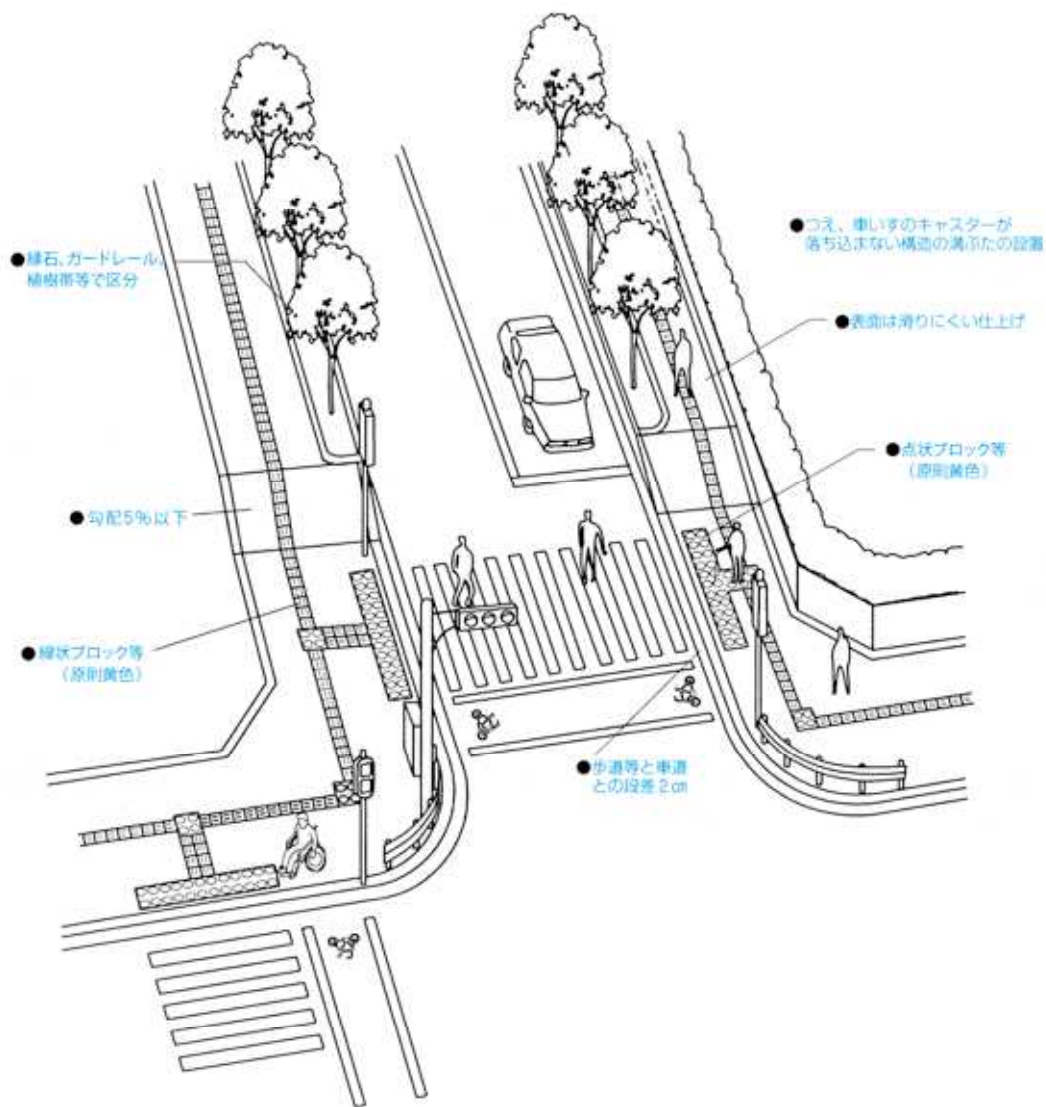 ●縁石、ガードレール、
植樹帯等で区分
●つえ、車いすのキャスターが
落ち込まない構造の溝ぶたの設置
●表面は滑りにくい仕上げ
●点状ブロック等
（原則黄色）
●勾配5％以下
●線状ブロック等
（原則黄色）
●歩道等と車道
との段差2㎝